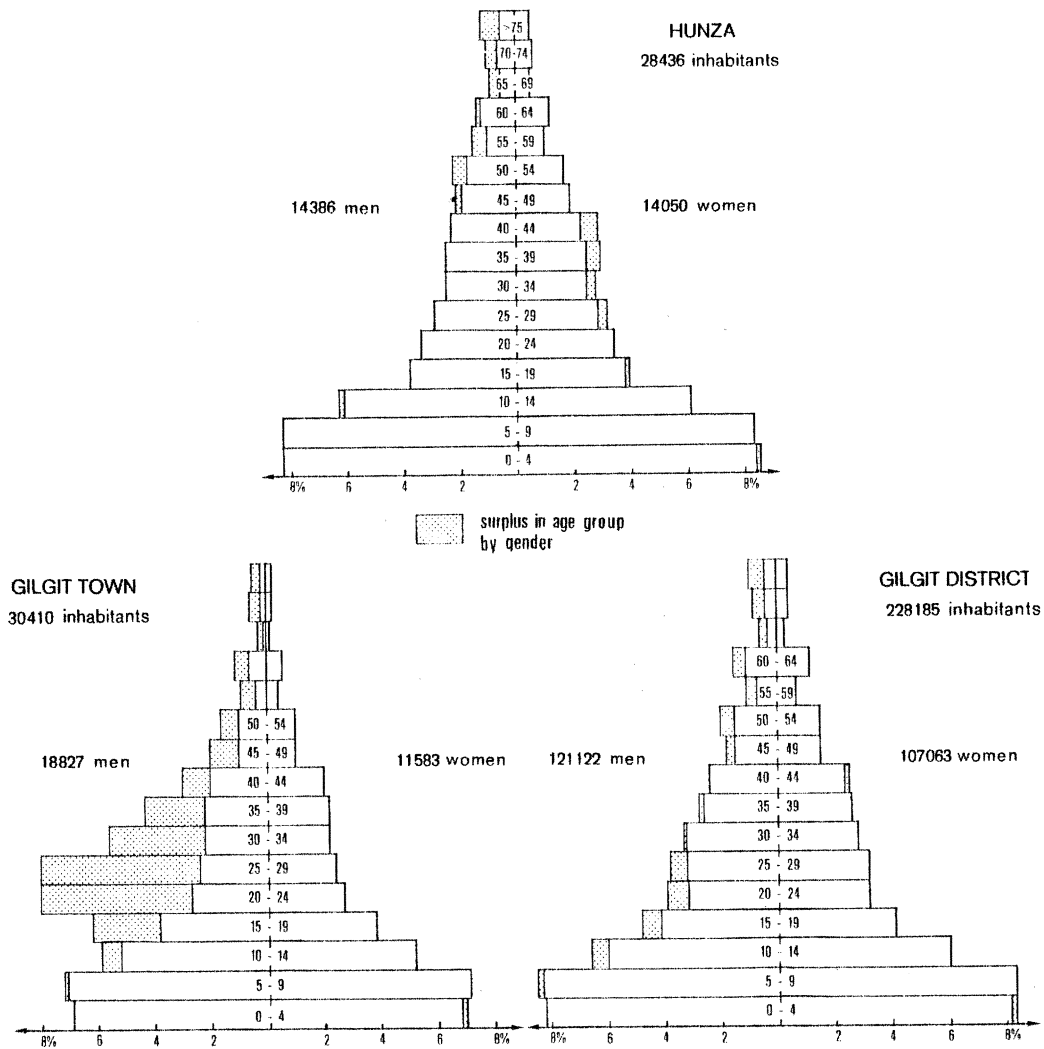 HUNZA
28436 inhabitants
14386 men
14050 women
>75
70-74
65 - 69
60 - 64
55 - 59
50 - 54
45 - 49
40 - 44
35 - 39
30 - 34
25 - 29
20 - 24
15 - 19
10 - 14
5 - 9
0 - 4
8% 6 4 2 2 4 6 8%
surplus in age group
by gender
GILGIT TOWN
30410 inhabitants
18827 men
11583 women
50 - 54
45 - 49
40 - 44
35 - 39
30 - 34
25 - 29
20 - 24
15 - 19
10 - 14
5 - 9
0 - 4
8% 6 4 2 2 4 6 8%
GILGIT DISTRICT
228185 inhabitants
121122 men
107063 women
60 - 64
55 - 59
50 - 54
45 - 49
40 - 44
35 - 39
30 - 34
25 - 29
20 - 24
15 - 19
10 - 14
5 - 9
0 - 4
8% 6 4 2 2 4 6 8%